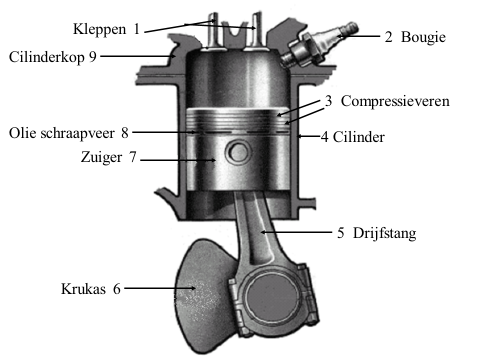 Kleppen 1
2 Bougie
Cilinderkop 9
3 Compressieveren
Olie schraapveer 8
4 Cilinder
Zuiger 7
5 Drijfstang
Krukas 6